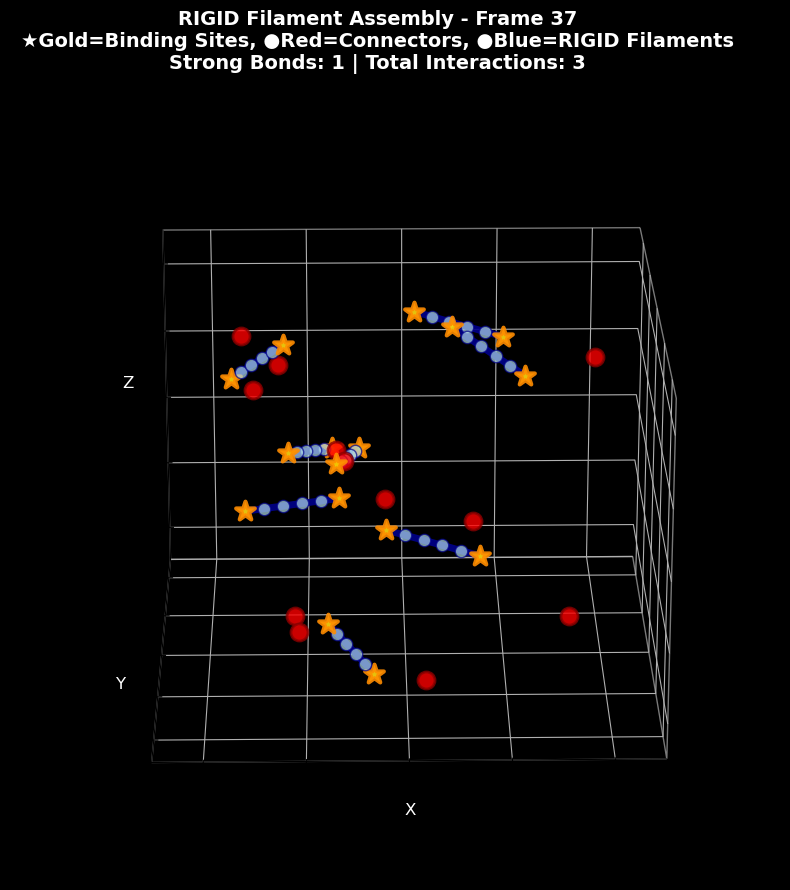 RIGID Filament Assembly - Frame 37
★Gold=Binding Sites, ●Red=Connectors, ●Blue=RIGID Filaments
Strong Bonds: 1 | Total Interactions: 3
Z
Y
X